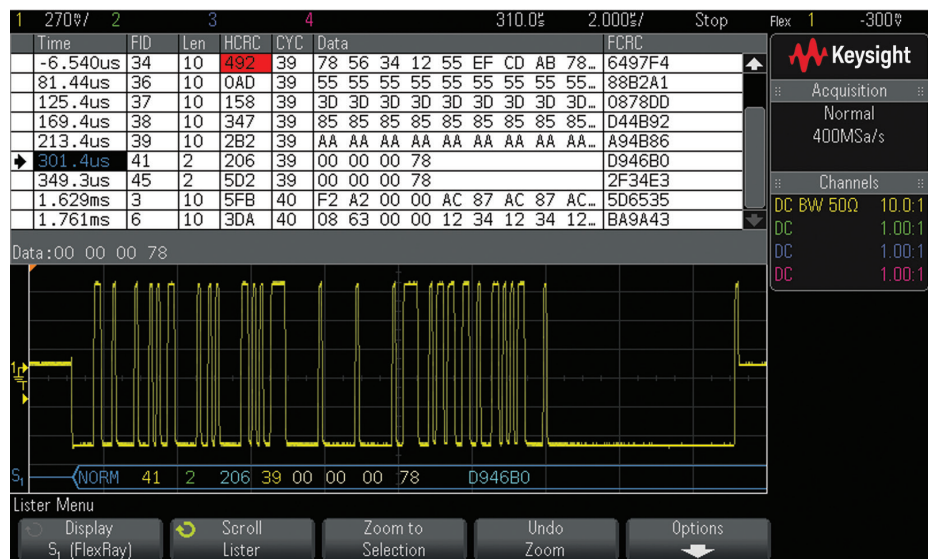 1 270㎷/ 2 3 4 310.0㎲ 2.000㎲/ Stop Flex 1 -300㎷
Time FID Len HCRC CYC Data FCRC
-6.540us 34 10 492 39 78 56 34 12 55 EF CD AB 78… 6497F4
81.44us 36 10 0AD 39 55 55 55 55 55 55 55 55 55… 88B2A1
125.4us 37 10 158 39 3D 3D 3D 3D 3D 3D 3D 3D 3D… 0878DD
169.4us 38 10 347 39 85 85 85 85 85 85 85 85 85… D44B92
213.4us 39 10 2B2 39 AA AA AA AA AA AA AA AA AA… A94B86
301.4us 41 2 206 39 00 00 00 78 D946B0
349.3us 45 2 5D2 39 00 00 00 78 2F34E3
1.629ms 3 10 5FB 40 F2 A2 00 00 AC 87 AC 87 AC… 5D6535
1.761ms 6 10 3DA 40 08 63 00 00 12 34 12 34 12… BA9A43
Data:00 00 00 78
Keysight
Acquisition
Normal
400MSa/s
Channels
DC BW 50Ω 10.0:1
DC 1.00:1
DC 1.00:1
DC 1.00:1
1
T
S1 NORM 41 2 206 39 00 00 00 78 D946B0
Lister Menu
Display
S1 (FlexRay)
Scroll
Lister
Zoom to
Selection
Undo
Zoom
Options